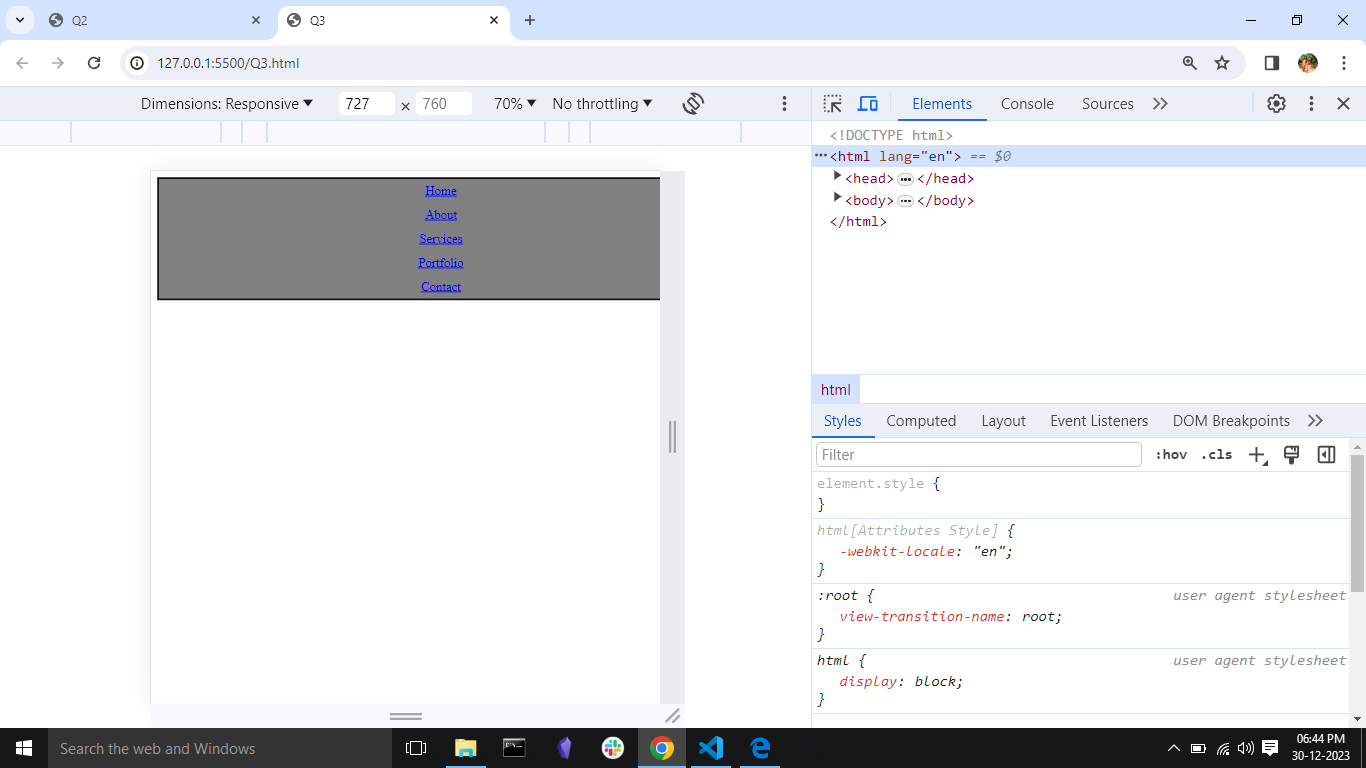 Q2
Q3
127.0.0.1:5500/Q3.html
Dimensions: Responsive 727 × 760 70% No throttling
Elements Console Sources
<!DOCTYPE html>
<html lang="en"> == $0
<head> </head>
<body> </body>
</html>
Home
About
Services
Portfolio
Contact
html
Styles Computed Layout Event Listeners DOM Breakpoints
Filter :hov .cls
element.style {
}
html[Attributes Style] {
-webkit-locale: "en";
}
:root { user agent stylesheet
view-transition-name: root;
}
html { user agent stylesheet
display: block;
}
Search the web and Windows
06:44 PM
30-12-2023